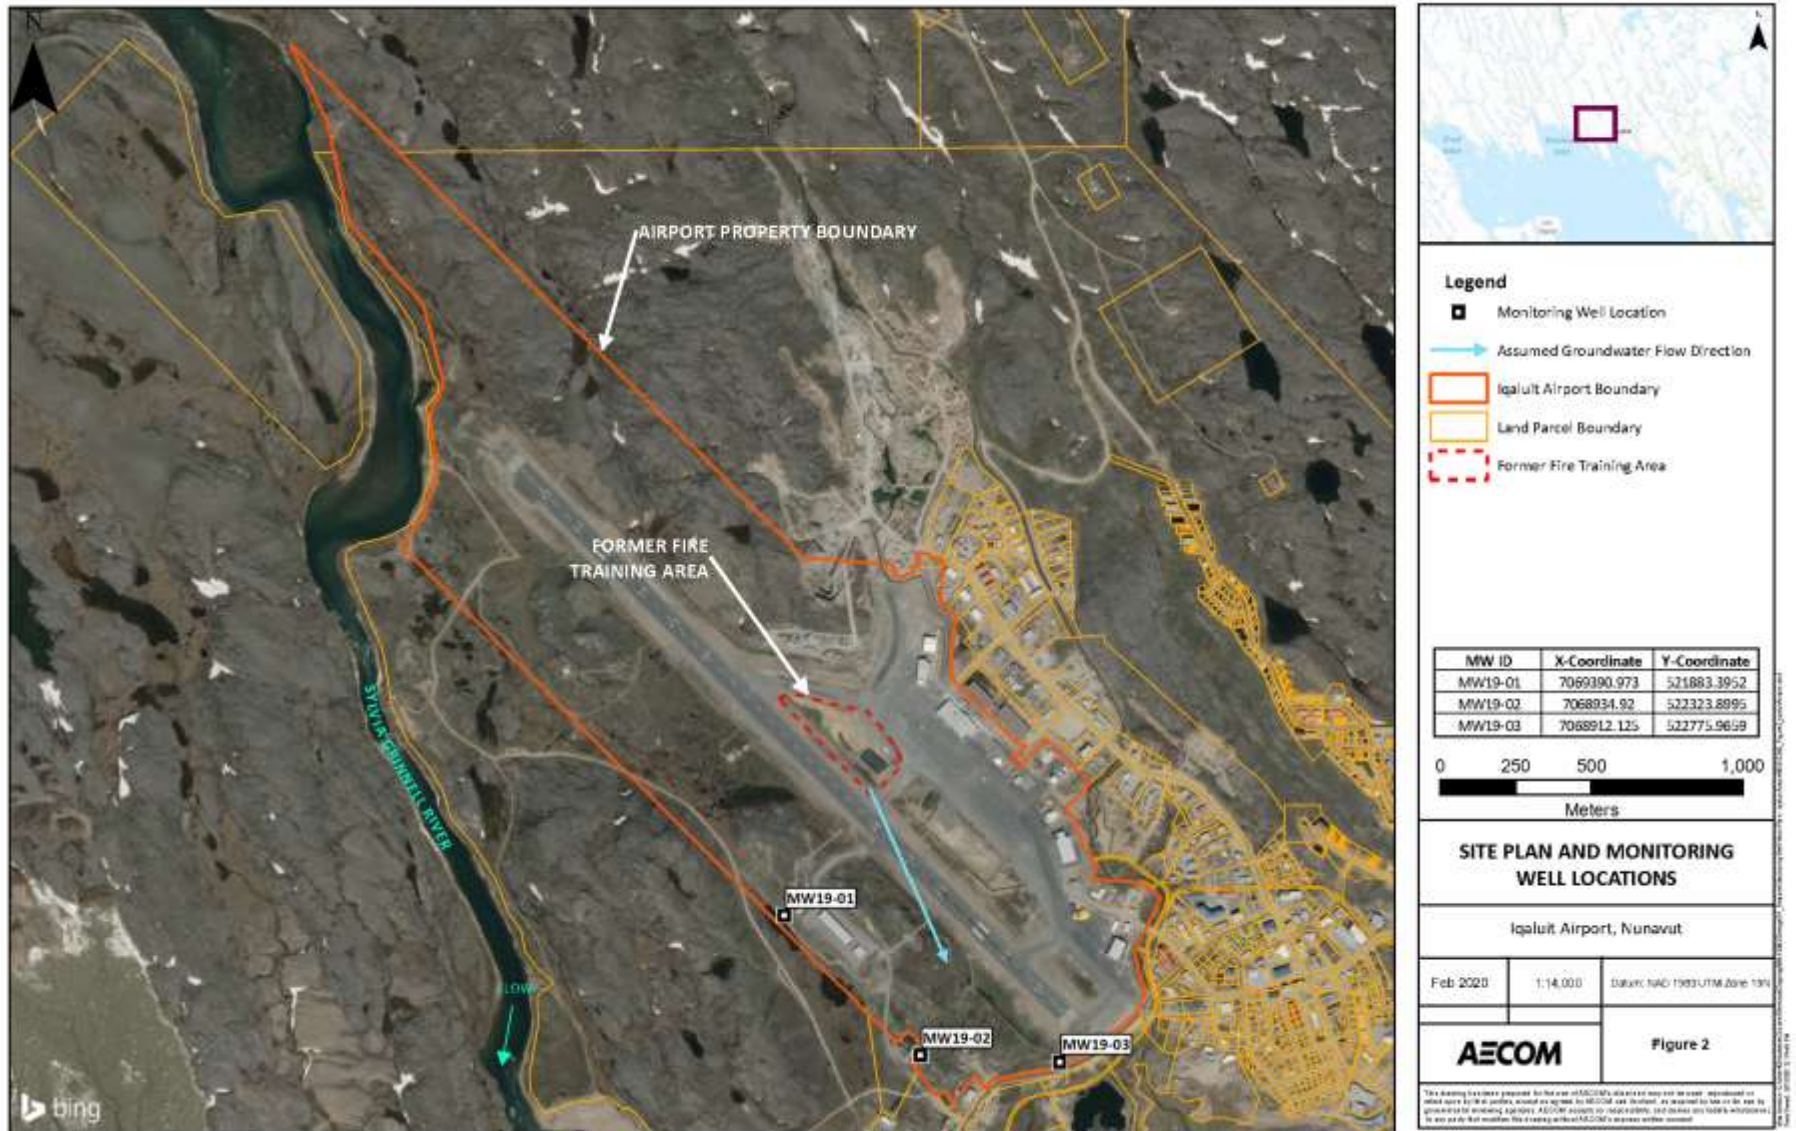 N
AIRPORT PROPERTY BOUNDARY
FORMER FIRE
TRAINING AREA
SYLVIA GRINNELL RIVER
FLOW
MW19-01
MW19-02
MW19-03
bing
Legend
Monitoring Well Location
Assumed Groundwater Flow Direction
Iqaluit Airport Boundary
Land Parcel Boundary
Former Fire Training Area
MW ID X-Coordinate Y-Coordinate
MW19-01 7069390.973 521883.3952
MW19-02 7068934.92 522323.8995
MW19-03 7068912.125 522775.9659
0 250 500 1,000
Meters
SITE PLAN AND MONITORING
WELL LOCATIONS
Iqaluit Airport, Nunavut
Feb 2020 1:14,000 Datum: NAD 1983 UTM Zone 19N
AECOM
Figure 2